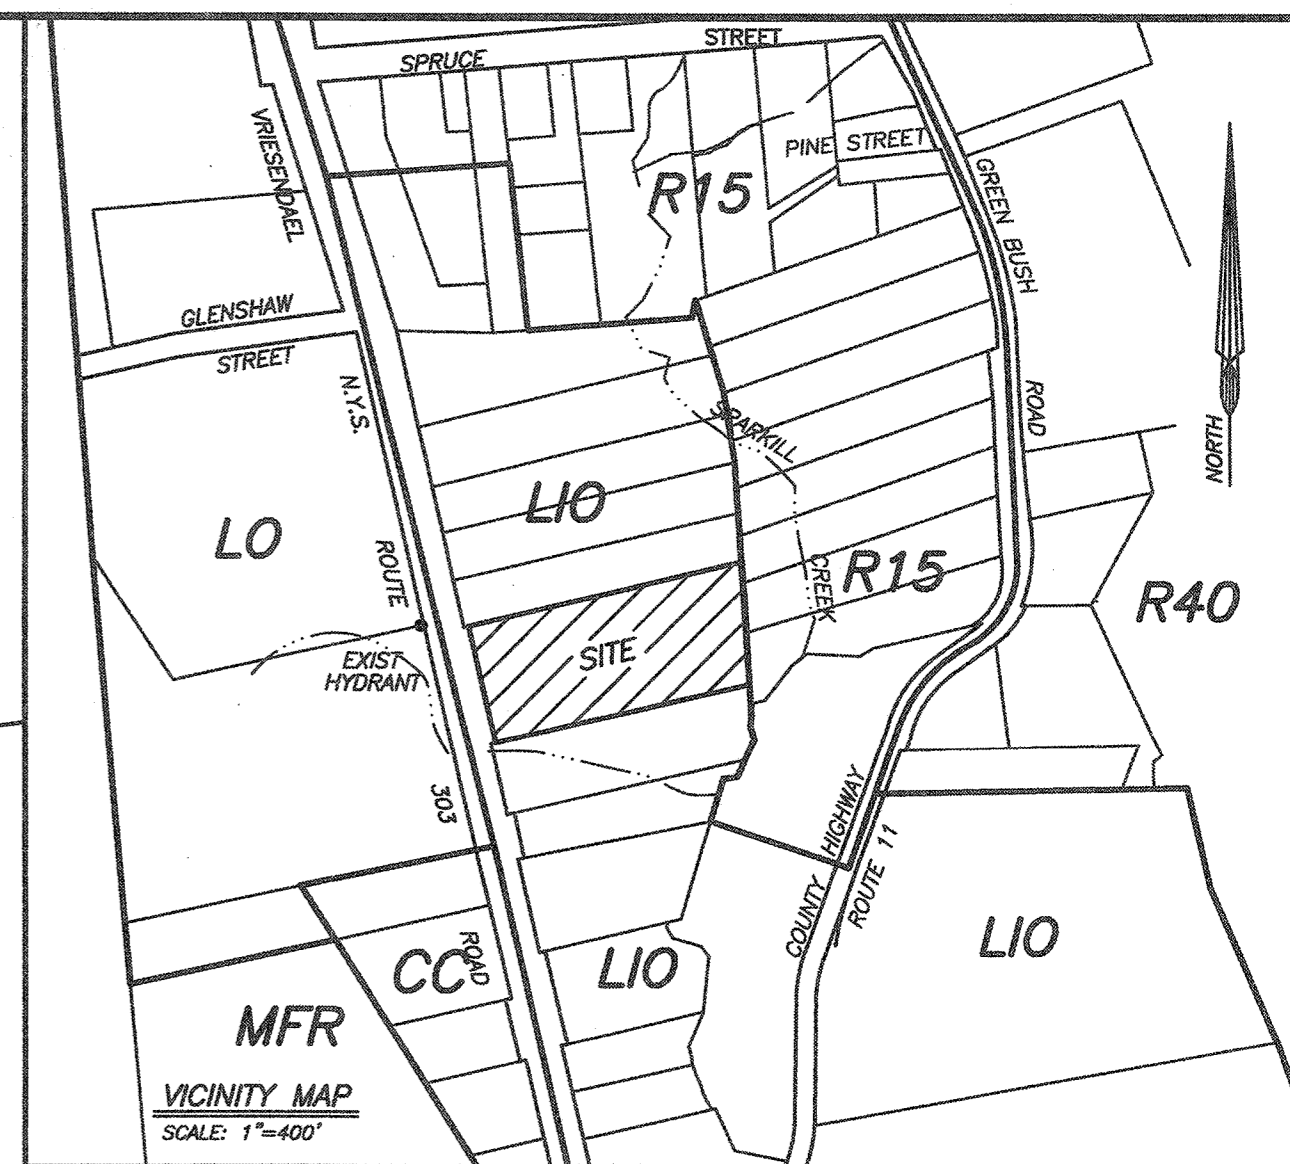 SPRUCE STREET
VRIESENDAEL
PINE STREET
R15
GREEN BUSH
ROAD
GLENSHAW
STREET
N.Y.S.
ROUTE
303
ROAD
NORTH
SPARKILL
CREEK
LO
LIO
R15
R40
EXIST
HYDRANT
SITE
COUNTY HIGHWAY
ROUTE 11
CC
LIO
LIO
MFR
VICINITY MAP
SCALE: 1"=400'